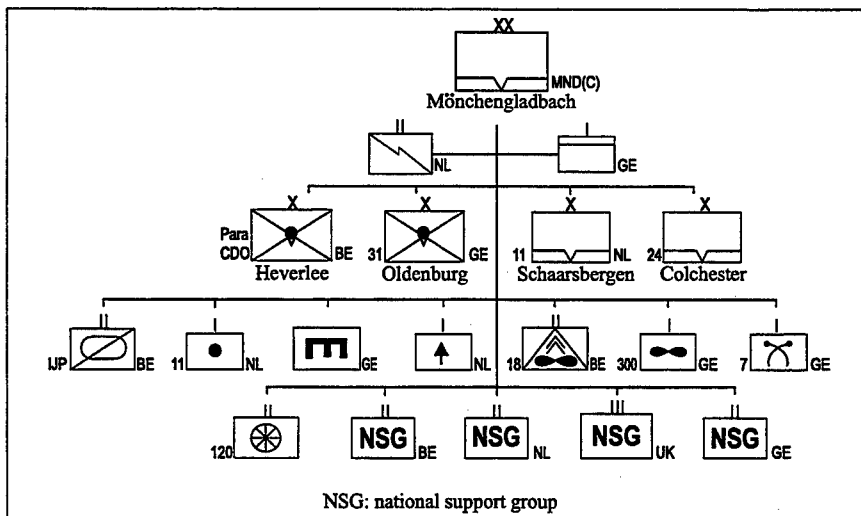 XX
MND(C)
Mönchengladbach
II
NL
I
GE
X
X
X
X
Para
CDO
BE
31
GE
11
NL
24
Heverlee
Oldenburg
Schaarsbergen
Colchester
II
I
I
I
II
I
I
IJP
BE
11
NL
GE
NL
18
BE
300
GE
7
GE
II
II
II
III
II
120
NSG
BE
NSG
NL
NSG
UK
NSG
GE
NSG: national support group